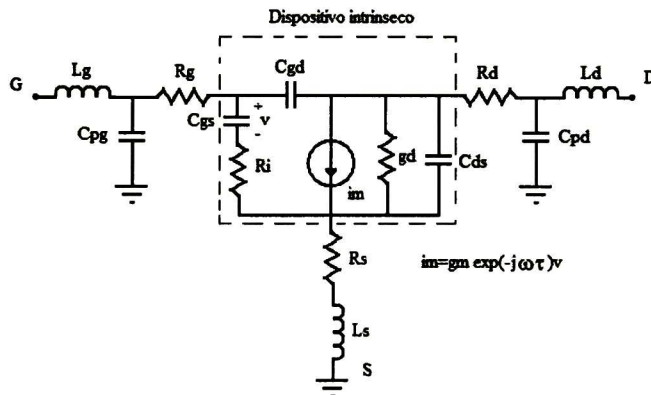 Dispositivo intrinseco
G
Lg
Rg
Cgd
Rd
Ld
D
Cpg
Cgs
+
v
-
Ri
im
gd
Cds
Cpd
Rs
im=gm exp(-jωτ)v
Ls
S